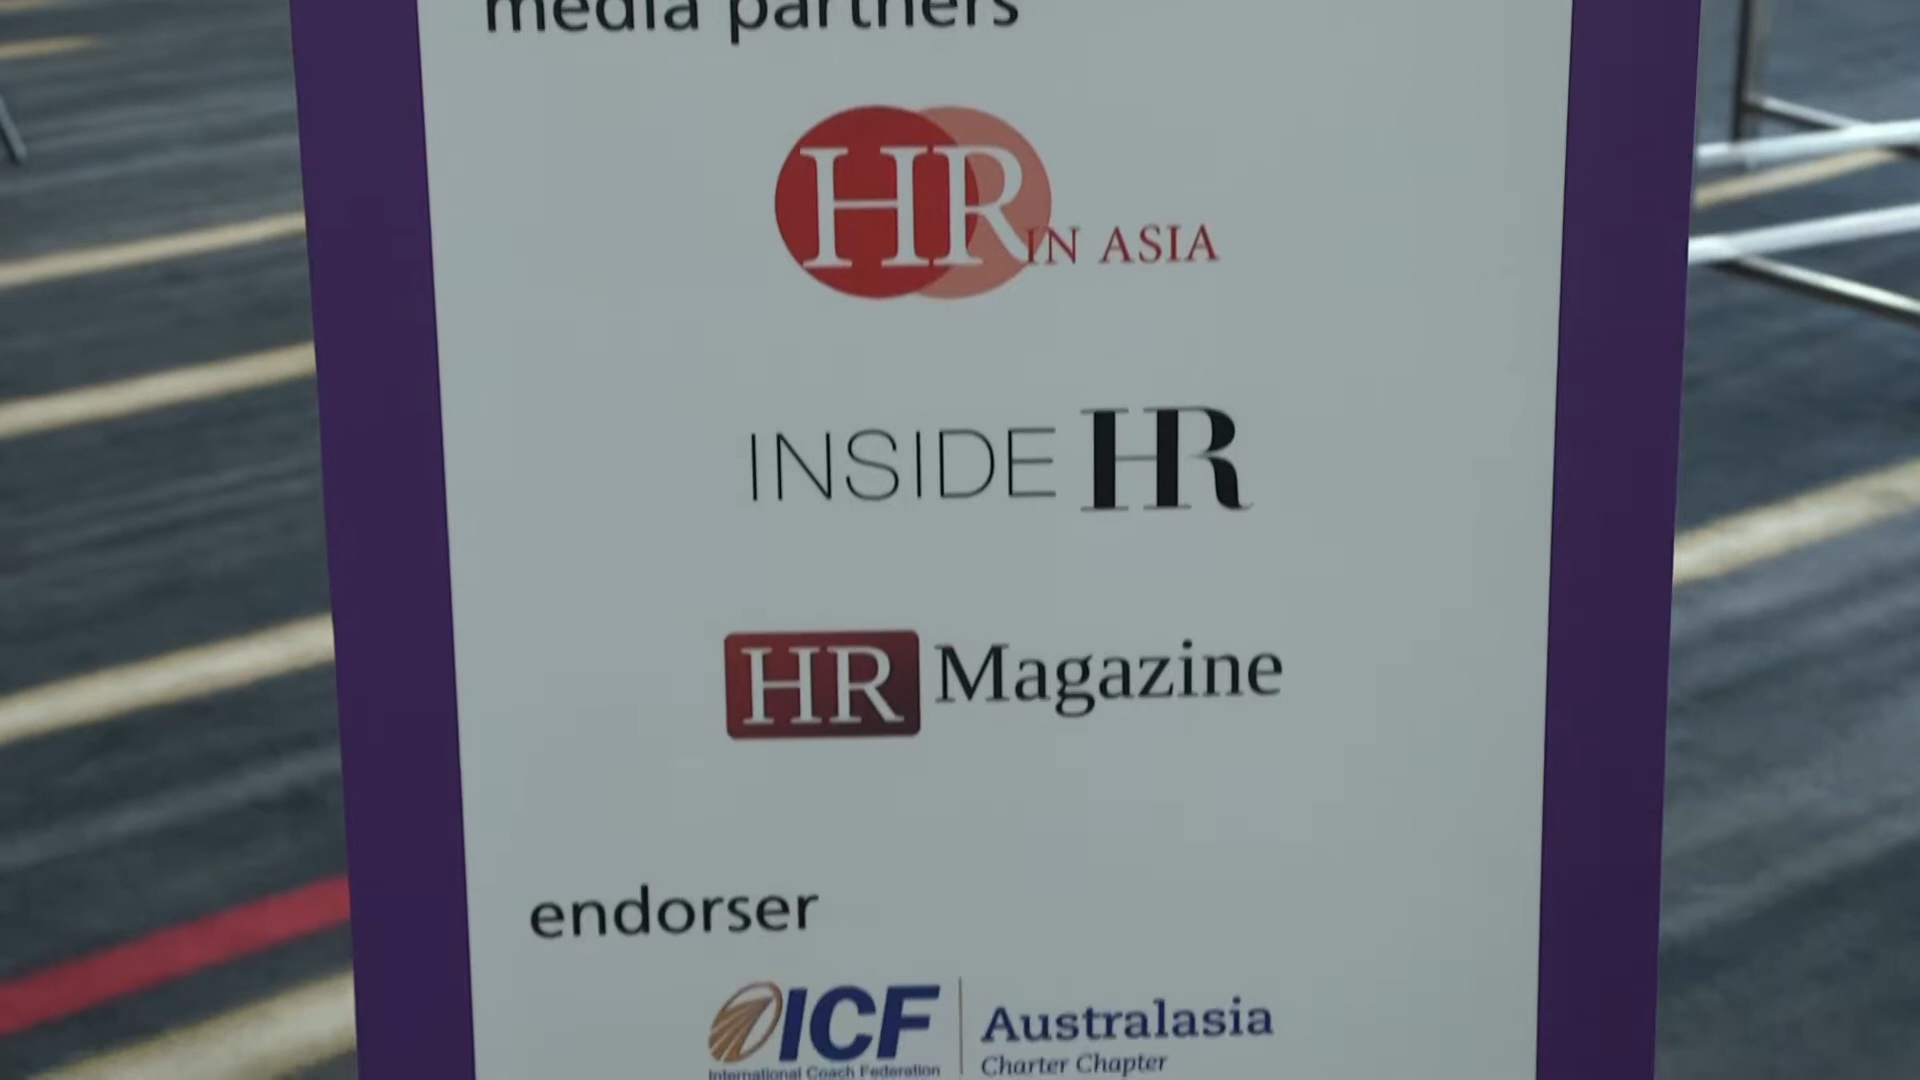 media partners
HR IN ASIA
INSIDE HR
HR Magazine
endorser
ICF
International Coach Federation
Australasia
Charter Chapter